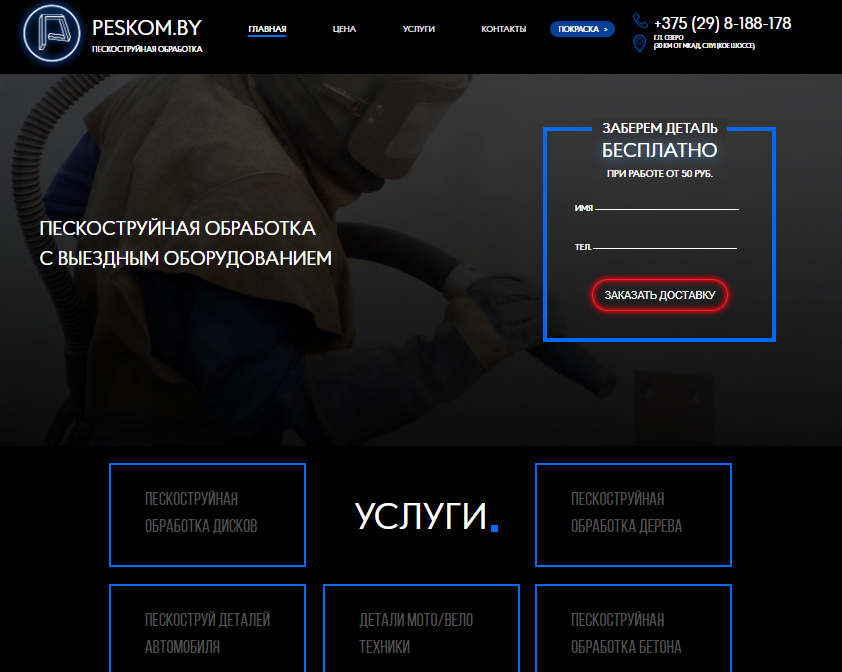 PESKOM.BY
ПЕСКОСТРУЙНАЯ ОБРАБОТКА
ГЛАВНАЯ
ЦЕНА
УСЛУГИ
КОНТАКТЫ
ПОКРАСКА >
+375 (29) 8-188-178
Г.П. СЕРГО
(30 КМ ОТ МКАД, СЛУЦКОЕ ШОССЕ)
ПЕСКОСТРУЙНАЯ ОБРАБОТКА
С ВЫЕЗДНЫМ ОБОРУДОВАНИЕМ
ЗАБЕРЕМ ДЕТАЛЬ
БЕСПЛАТНО
ПРИ РАБОТЕ ОТ 50 РУБ.
ИМЯ
ТЕЛ.
ЗАКАЗАТЬ ДОСТАВКУ
ПЕСКОСТРУЙНАЯ
ОБРАБОТКА ДИСКОВ
УСЛУГИ.
ПЕСКОСТРУЙНАЯ
ОБРАБОТКА ДЕРЕВА
ПЕСКОСТРУЙ ДЕТАЛЕЙ
АВТОМОБИЛЯ
ДЕТАЛИ МОТО/ВЕЛО
ТЕХНИКИ
ПЕСКОСТРУЙНАЯ
ОБРАБОТКА БЕТОНА